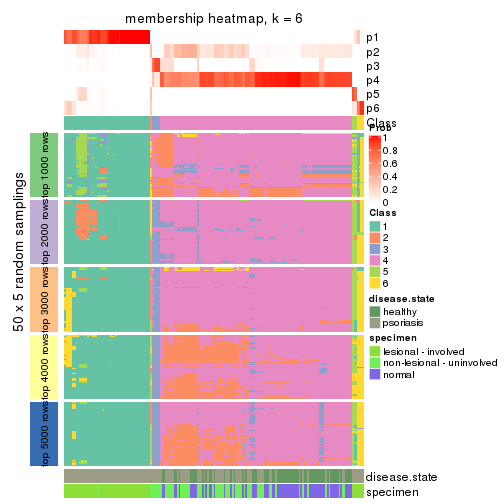 membership heatmap, k = 6
p1
p2
p3
p4
p5
p6
Class
Prob
1
0.8
0.6
0.4
0.2
0
Class
1
2
3
4
5
6
disease.state
healthy
psoriasis
specimen
lesional - involved
non-lesional - uninvolved
normal
50 x 5 random samplings
top 1000 rows
top 2000 rows
top 3000 rows
top 4000 rows
top 5000 rows
disease.state
specimen